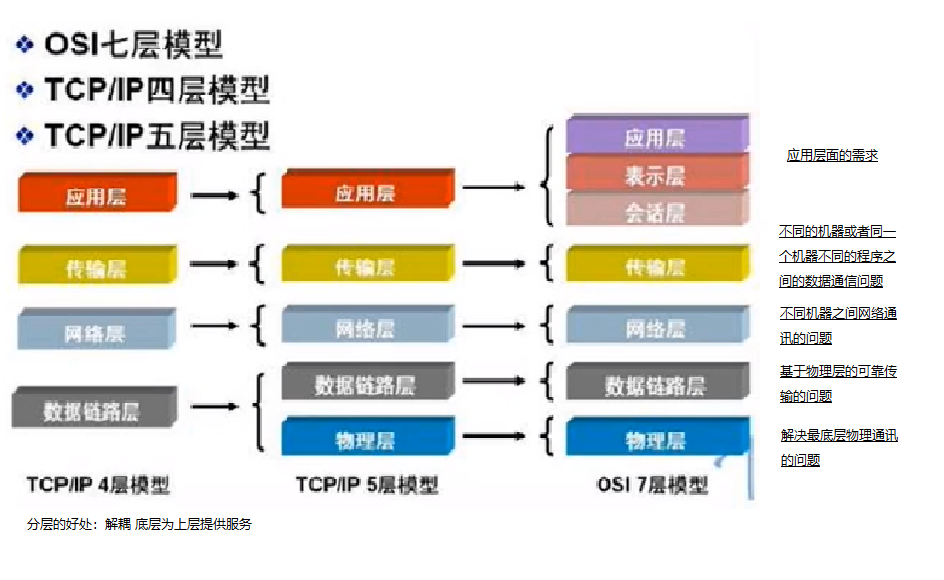 OSI七层模型
TCP/IP四层模型
TCP/IP五层模型
应用层
传输层
网络层
数据链路层
TCP/IP 4层模型
应用层
传输层
网络层
数据链路层
物理层
TCP/IP 5层模型
应用层
表示层
会话层
传输层
网络层
数据链路层
物理层
OSI 7层模型
应用层面的需求
不同的机器或者同一
个机器不同的程序之
间的数据通信问题
不同机器之间网络通
讯的问题
基于物理层的可靠传
输的问题
解决最底层物理通讯
的问题
分层的好处：解耦 底层为上层提供服务